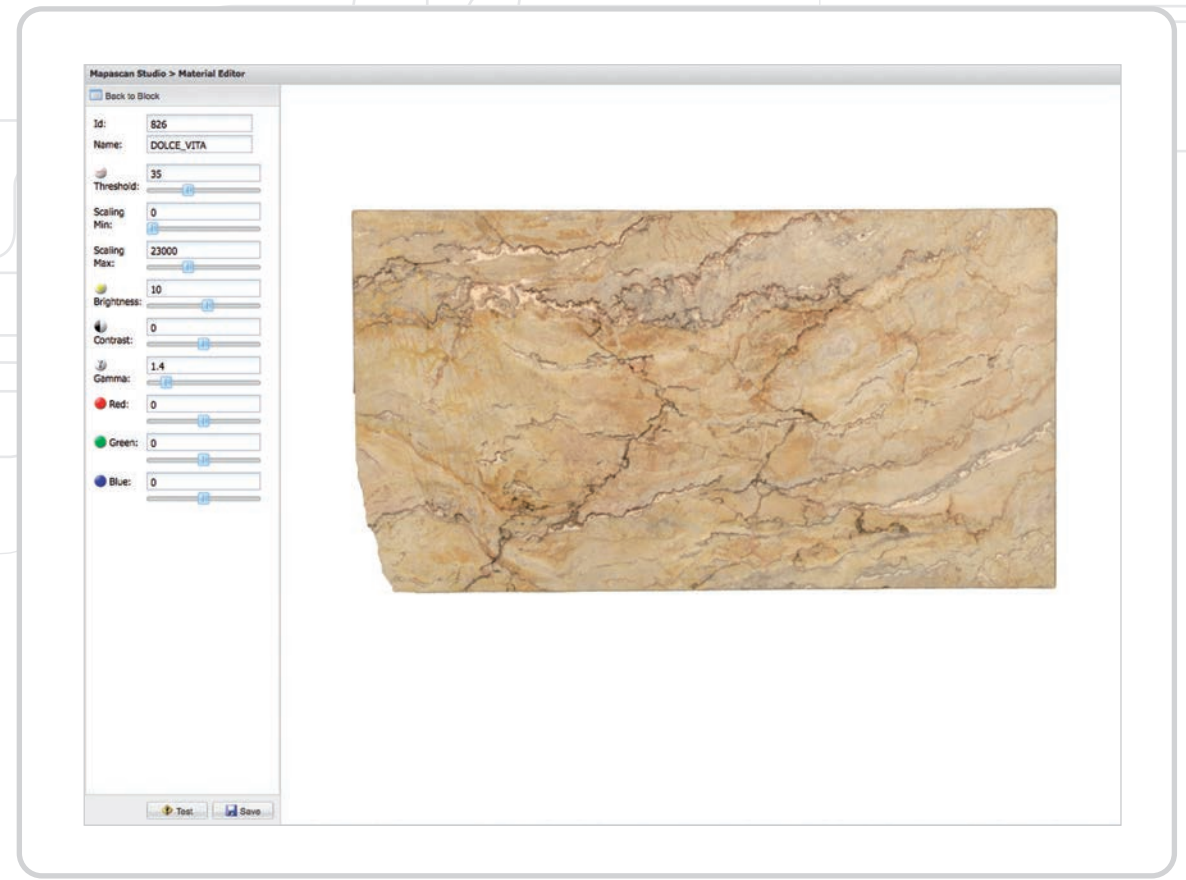 Mapascan Studio > Material Editor
Back to Block
Id: 826
Name: DOLCE_VITA
Threshold: 35
Scaling Min: 0
Scaling Max: 23000
Brightness: 10
Contrast: 0
Gamma: 1.4
Red: 0
Green: 0
Blue: 0
Test Save